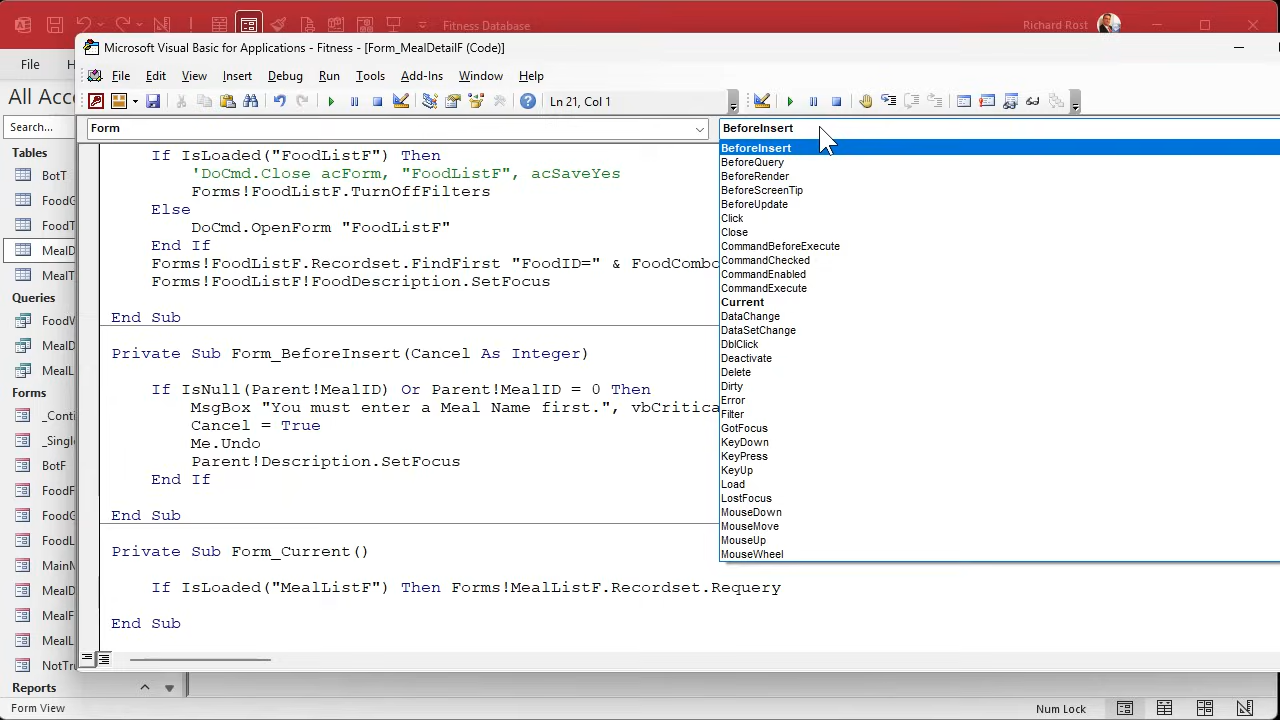 Fitness Database
Richard Rost
File
All Acc
Search...
Tables
BotT
FoodG
FoodT
MealD
MealT
Queries
FoodW
MealD
MealL
Forms
_Conti
_Singl
BotF
FoodF
FoodG
FoodL
MainM
MealD
MealF
MealL
NotTru
Reports
Form View
Num Lock
Microsoft Visual Basic for Applications - Fitness - [Form_MealDetailF (Code)]
File Edit View Insert Debug Run Tools Add-Ins Window Help
Ln 21, Col 1
Form
BeforeInsert
If IsLoaded("FoodListF") Then
'DoCmd.Close acForm, "FoodListF", acSaveYes
Forms!FoodListF.TurnOffFilters
Else
DoCmd.OpenForm "FoodListF"
End If
Forms!FoodListF.Recordset.FindFirst "FoodID=" & FoodCombo
Forms!FoodListF!FoodDescription.SetFocus
End Sub
Private Sub Form_BeforeInsert(Cancel As Integer)
If IsNull(Parent!MealID) Or Parent!MealID = 0 Then
MsgBox "You must enter a Meal Name first.", vbCritica
Cancel = True
Me.Undo
Parent!Description.SetFocus
End If
End Sub
Private Sub Form_Current()
If IsLoaded("MealListF") Then Forms!MealListF.Recordset.Requery
End Sub
BeforeInsert
BeforeQuery
BeforeRender
BeforeScreenTip
BeforeUpdate
Click
Close
CommandBeforeExecute
CommandChecked
CommandEnabled
CommandExecute
Current
DataChange
DataSetChange
DblClick
Deactivate
Delete
Dirty
Error
Filter
GotFocus
KeyDown
KeyPress
KeyUp
Load
LostFocus
MouseDown
MouseMove
MouseUp
MouseWheel